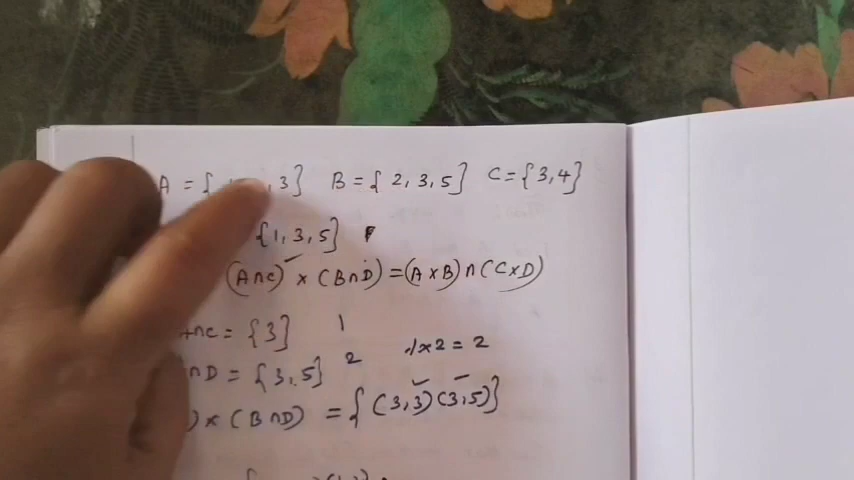 A = { , 3} B = { 2, 3, 5} C = {3, 4}
{1, 3, 5}
(A∩C) × (B∩D) = (A×B) ∩ (C×D)
∩C = {3} 1
∩D = {3, 5} 2 1×2 = 2
) × (B∩D) = {(3,3)(3,5)}